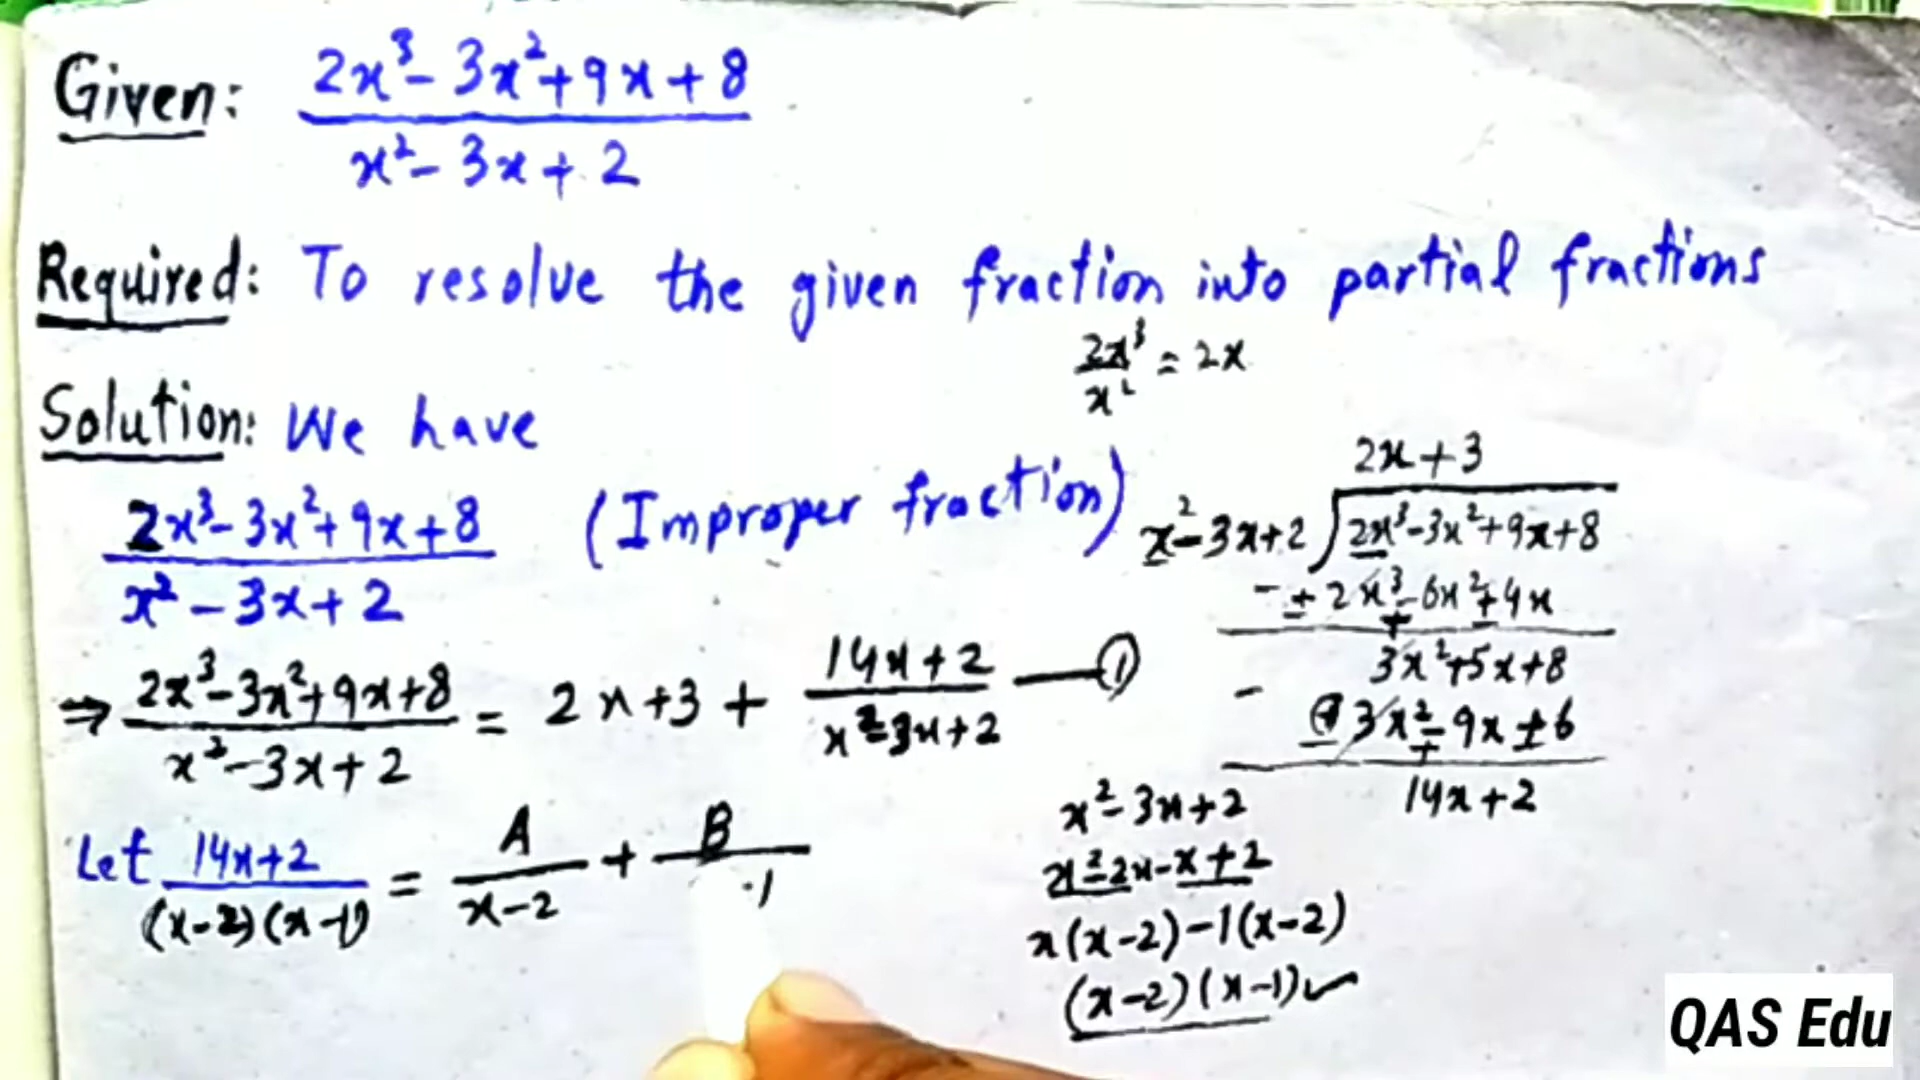 Given: 2x³-3x²+9x+8
x²-3x+2
Required: To resolve the given fraction into partial fractions
2x³/x² = 2x
Solution: We have
2x³-3x²+9x+8 (Improper fraction)
x²-3x+2
⇒ 2x³-3x²+9x+8 / x²-3x+2 = 2x+3 + 14x+2 / x²-3x+2 —①
Let 14x+2 / (x-2)(x-1) = A / x-2 + B / -1
2x+3
x²-3x+2 √2x³-3x²+9x+8
- ±2x³-6x²+4x
3x²+5x+8
- 3x²-9x±6
14x+2
x²-3x+2
x²-2x-x+2
x(x-2)-1(x-2)
(x-2)(x-1)✓
QAS Edu